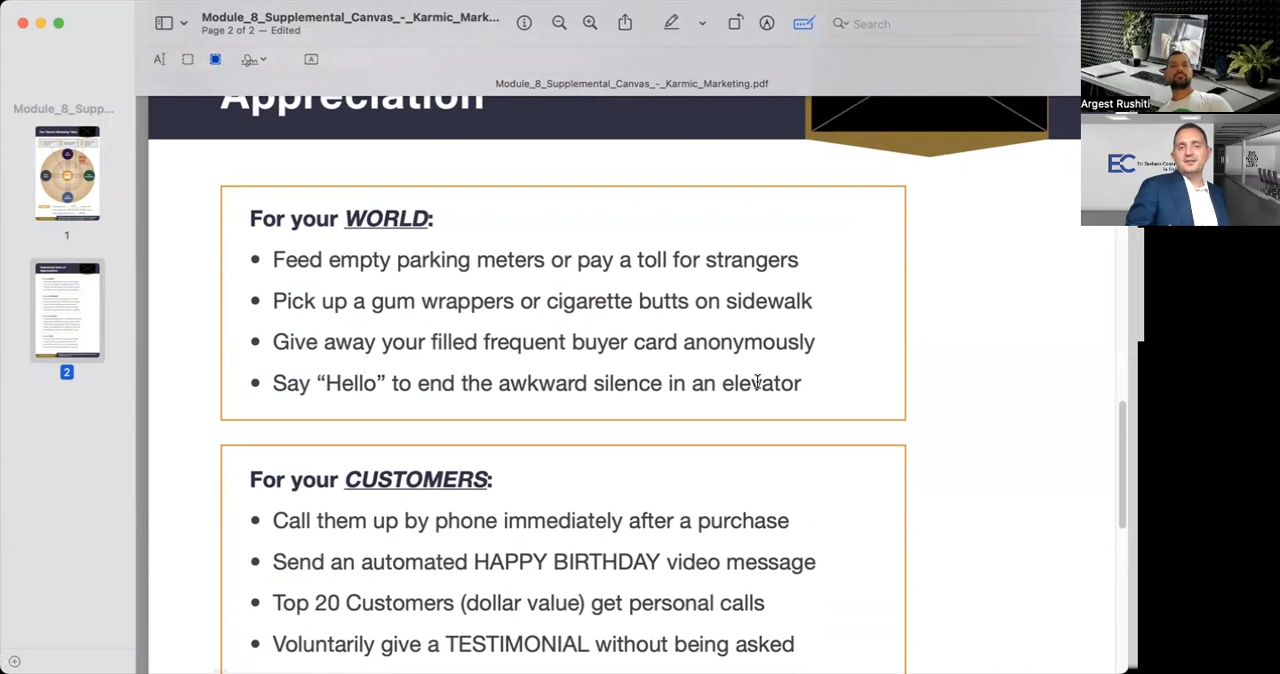 Module_8_Supplemental_Canvas_-_Karmic_Mark...
Page 2 of 2 — Edited
Search
Module_8_Supplemental_Canvas_-_Karmic_Marketing.pdf
Module_8_Supp...
1
2
Appreciation
For your WORLD:
• Feed empty parking meters or pay a toll for strangers
• Pick up a gum wrappers or cigarette butts on sidewalk
• Give away your filled frequent buyer card anonymously
• Say “Hello” to end the awkward silence in an elevator
For your CUSTOMERS:
• Call them up by phone immediately after a purchase
• Send an automated HAPPY BIRTHDAY video message
• Top 20 Customers (dollar value) get personal calls
• Voluntarily give a TESTIMONIAL without being asked
Argest Rushiti
EC